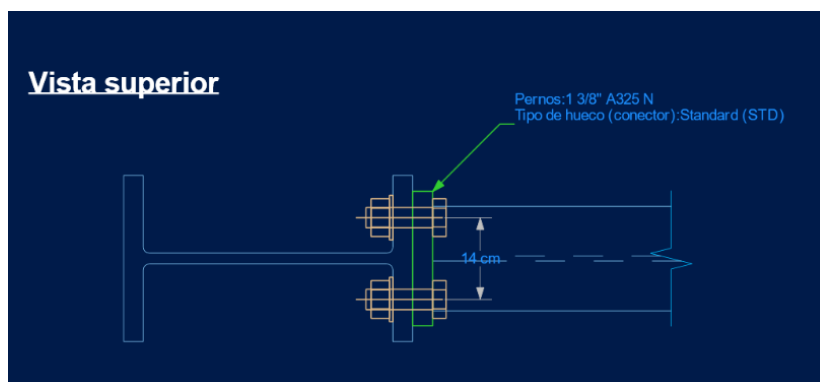 Vista superior
Pernos:1 3/8" A325 N
Tipo de hueco (conector):Standard (STD)
14 cm